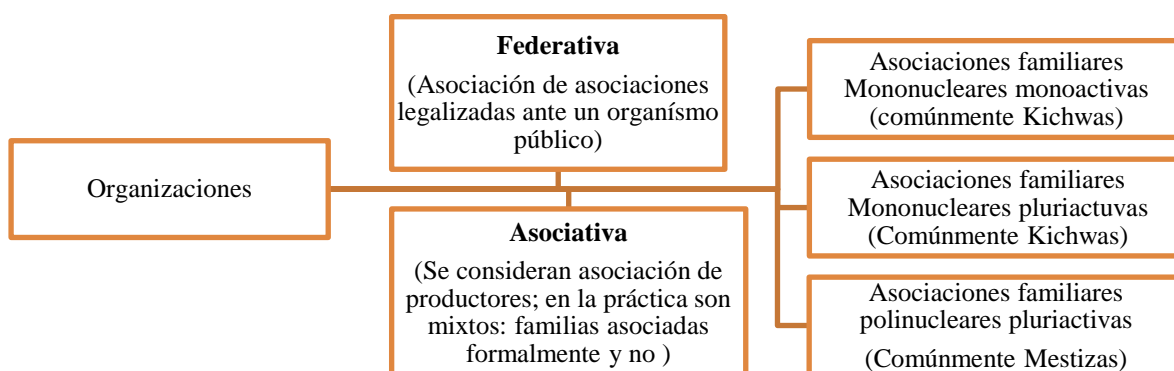 Organizaciones
Federativa
(Asociación de asociaciones
legalizadas ante un organísmo
público)
Asociativa
(Se consideran asociación de
productores; en la práctica son
mixtos: familias asociadas
formalmente y no )
Asociaciones familiares
Mononucleares monoactivas
(comúnmente Kichwas)
Asociaciones familiares
Mononucleares pluriactuvas
(Comúnmente Kichwas)
Asociaciones familiares
polinucleares pluriactivas
(Comúnmente Mestizas)